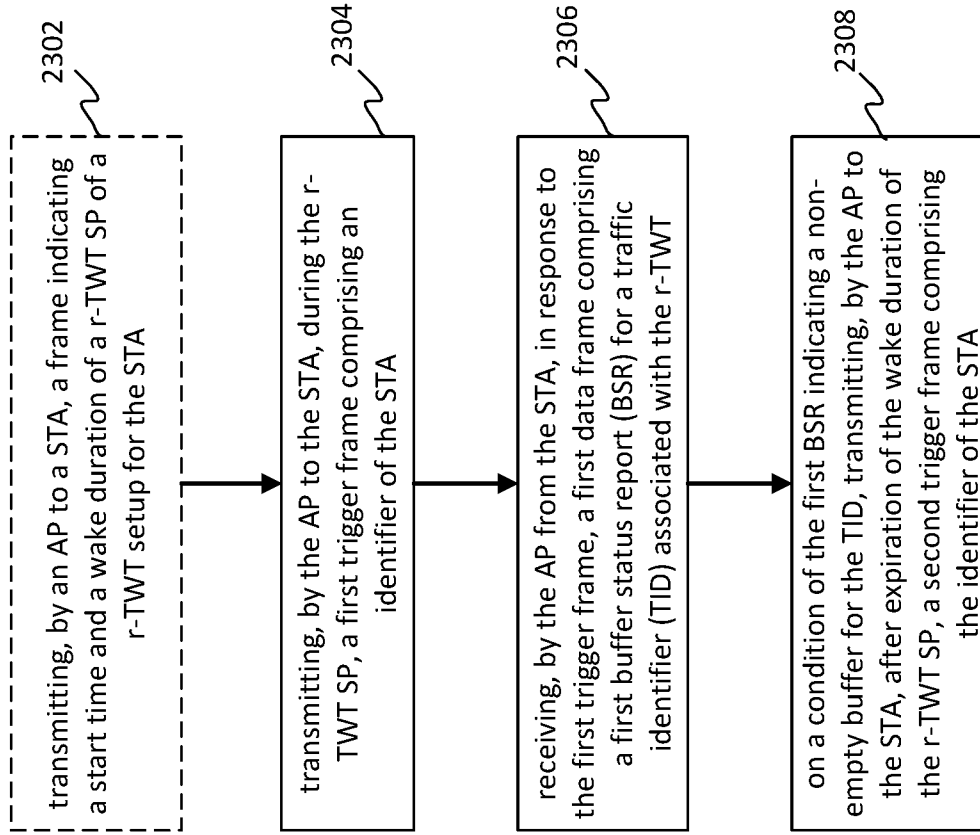 transmitting, by an AP to a STA, a frame indicating
a start time and a wake duration of a r-TWT SP of a
r-TWT setup for the STA
2302
transmitting, by the AP to the STA, during the r-
TWT SP, a first trigger frame comprising an
identifier of the STA
2304
receiving, by the AP from the STA, in response to
the first trigger frame, a first data frame comprising
a first buffer status report (BSR) for a traffic
identifier (TID) associated with the r-TWT
2306
on a condition of the first BSR indicating a non-
empty buffer for the TID, transmitting, by the AP to
the STA, after expiration of the wake duration of
the r-TWT SP, a second trigger frame comprising
the identifier of the STA
2308